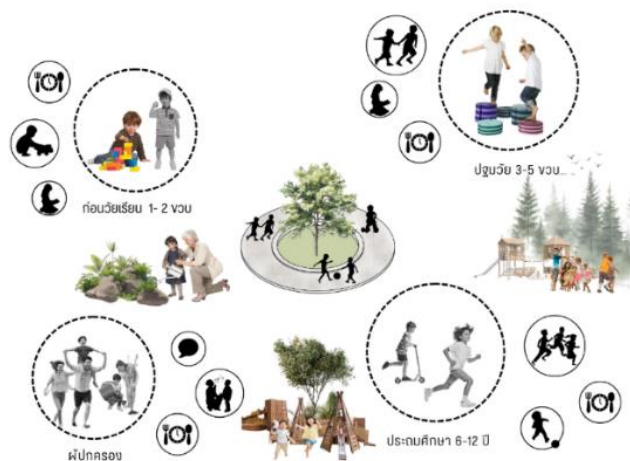 ก่อนวัยเรียน 1- 2 ขวบ
ปฐมวัย 3-5 ขวบ...
ผู้ปกครอง
ประถมศึกษา 6-12 ปี